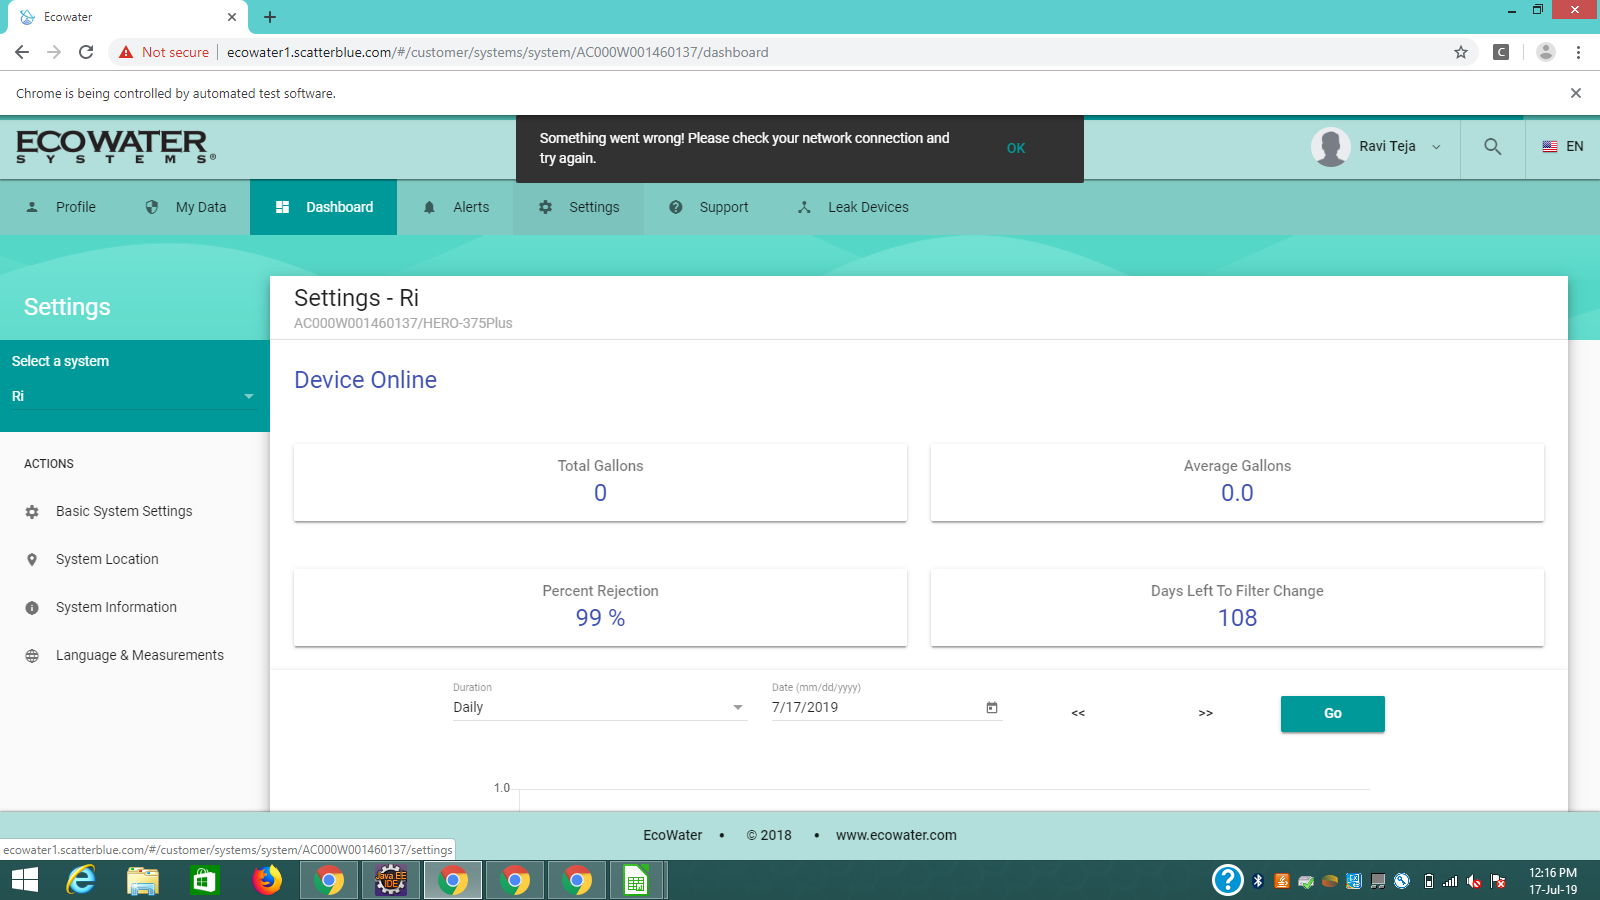 Ecowater
Not secure
ecowater1.scatterblue.com/#/customer/systems/system/AC000W001460137/dashboard
C
Chrome is being controlled by automated test software.
ECOWATER
SYSTEMS®
Something went wrong! Please check your network connection and
try again.
OK
Ravi Teja
EN
Profile
My Data
Dashboard
Alerts
Settings
Support
Leak Devices
Settings
Select a system
Ri
ACTIONS
Basic System Settings
System Location
System Information
Language & Measurements
Settings - Ri
AC000W001460137/HERO-375Plus
Device Online
Total Gallons
0
Average Gallons
0.0
Percent Rejection
99 %
Days Left To Filter Change
108
Duration
Daily
Date (mm/dd/yyyy)
7/17/2019
<<
>>
Go
1.0
EcoWater • © 2018 • www.ecowater.com
ecowater1.scatterblue.com/#/customer/systems/system/AC000W001460137/settings
Java EE
IDE
12:16 PM
17-Jul-19